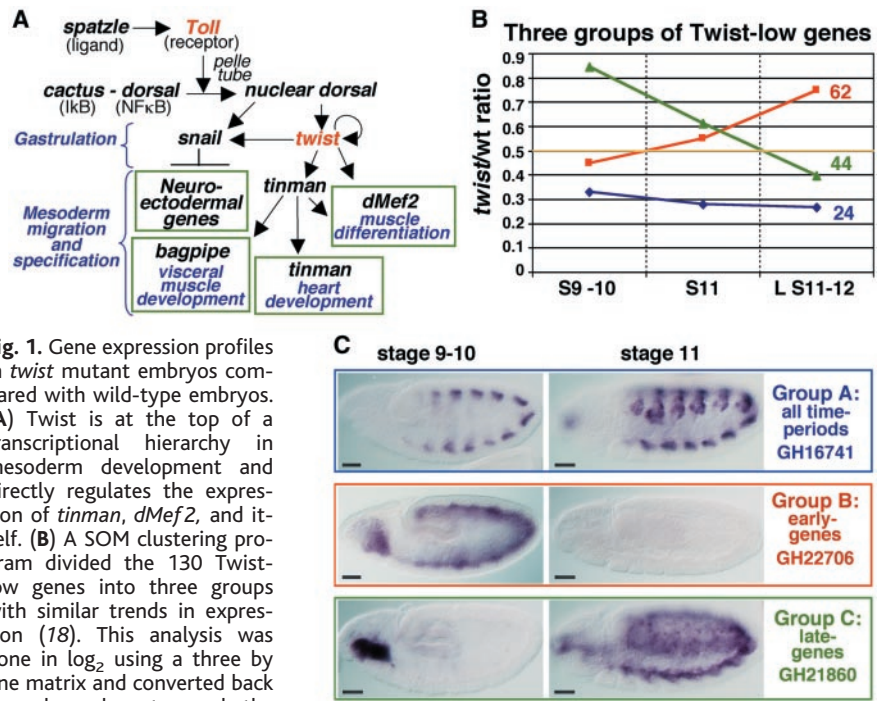 A
spatzle
(ligand)
Toll
(receptor)
pelle
tube
cactus - dorsal
(IkB) (NFκB)
nuclear dorsal
Gastrulation
snail
twist
Neuro-
ectodermal
genes
tinman
dMef2
muscle
differentiation
Mesoderm
migration
and
specification
bagpipe
visceral
muscle
development
tinman
heart
development
B
Three groups of Twist-low genes
twist/wt ratio
0.9
0.8
0.7
0.6
0.5
0.4
0.3
0.2
0.1
0
62
44
24
S9 -10
S11
L S11-12
ig. 1. Gene expression profiles
twist mutant embryos com-
ared with wild-type embryos.
) Twist is at the top of a
ranscriptional hierarchy in
nesoderm development and
irectly regulates the expres-
on of tinman, dMef2, and it-
elf. (B) A SOM clustering pro-
ram divided the 130 Twist-
ow genes into three groups
ith similar trends in expres-
on (18). This analysis was
one in log2 using a three by
ne matrix and converted back
C
stage 9-10
stage 11
Group A:
all time-
periods
GH16741
Group B:
early-
genes
GH22706
Group C:
late-
genes
GH21860